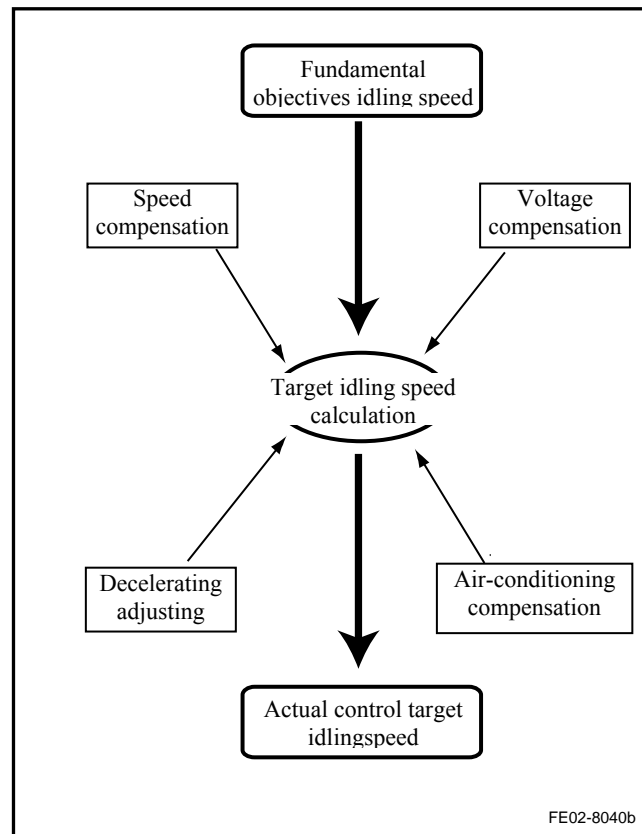 Fundamental
objectives idling speed
Speed
compensation
Voltage
compensation
Target idling speed
calculation
Decelerating
adjusting
Air-conditioning
compensation
Actual control target
idlingspeed
FE02-8040b